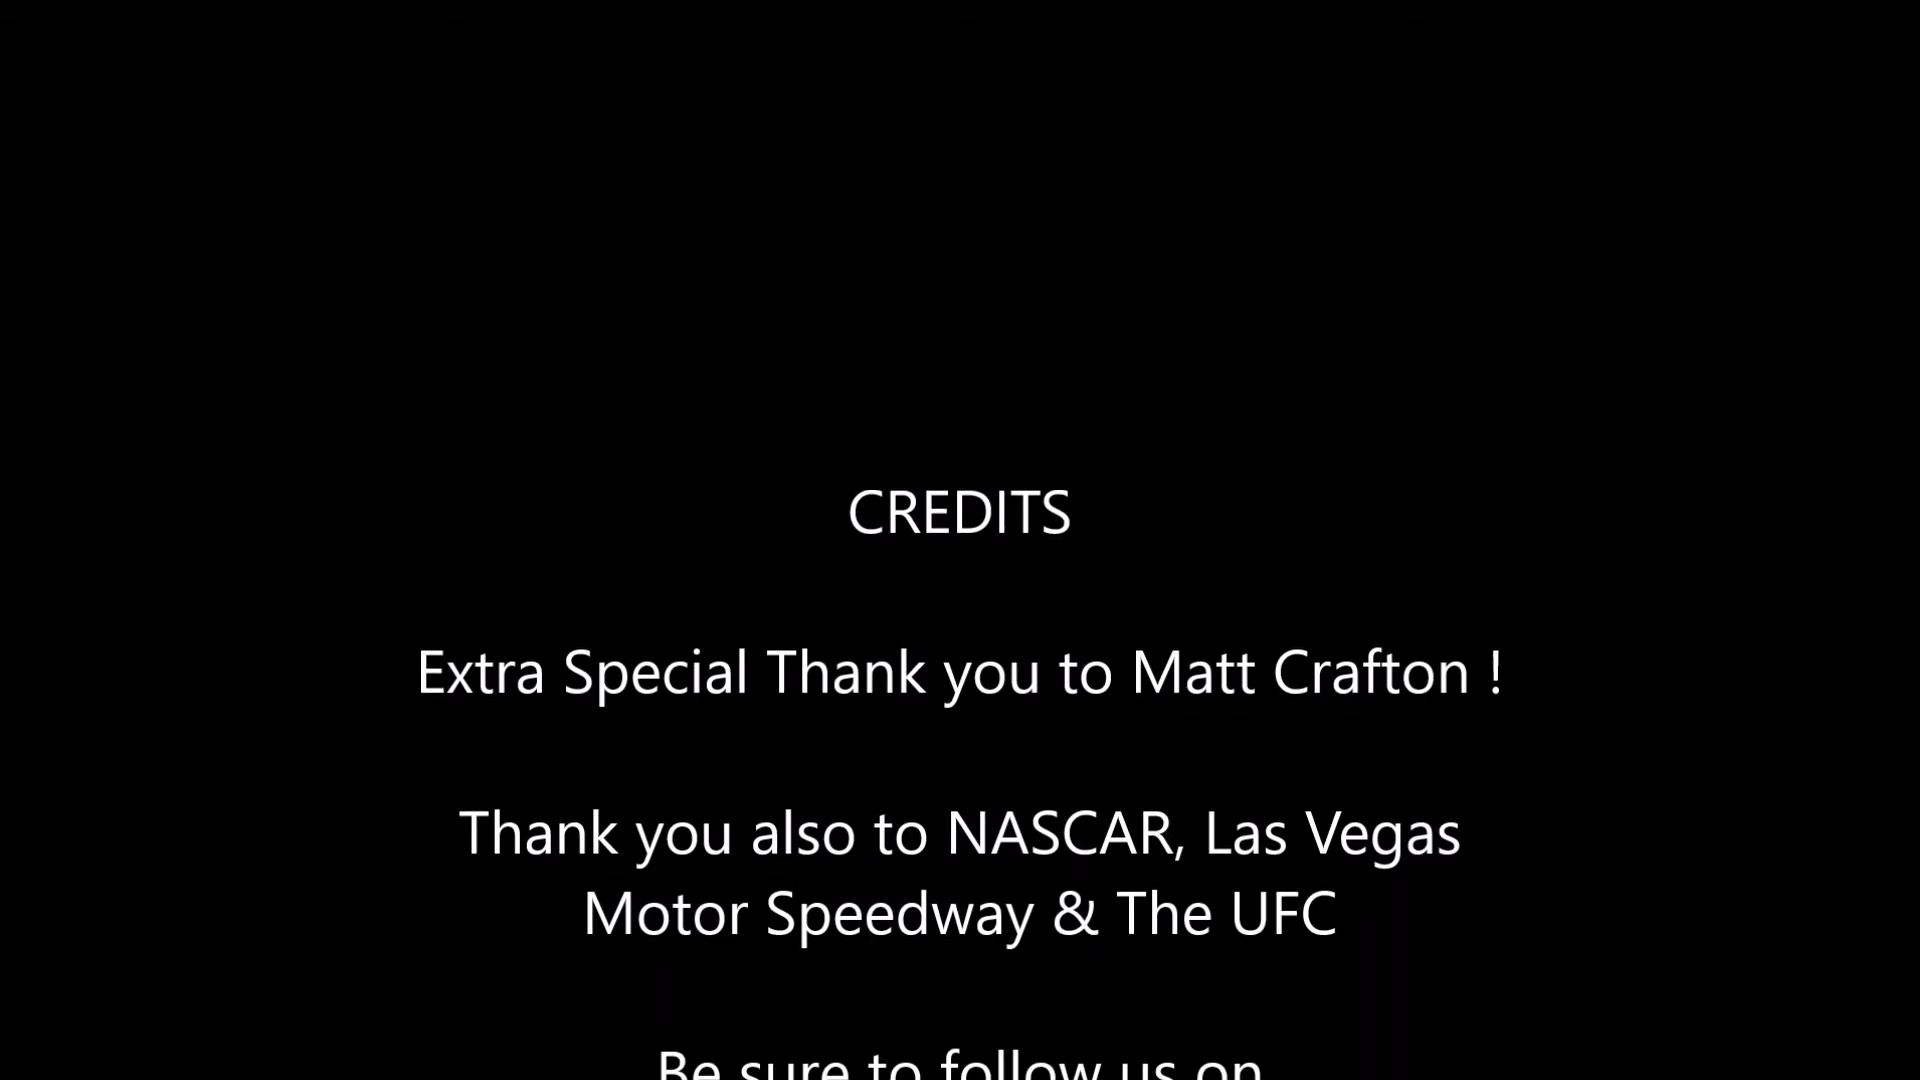 CREDITS
Extra Special Thank you to Matt Crafton !
Thank you also to NASCAR, Las Vegas
Motor Speedway & The UFC
Be sure to follow us on